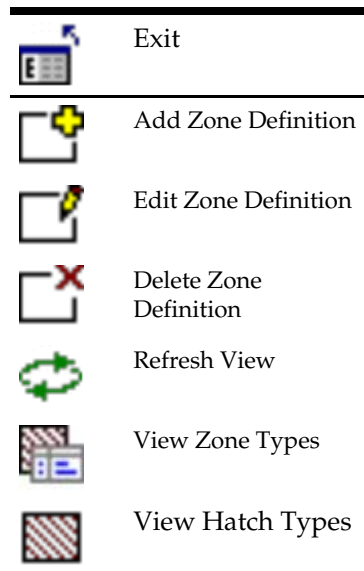 Exit
Add Zone Definition
Edit Zone Definition
Delete Zone
Definition
Refresh View
View Zone Types
View Hatch Types